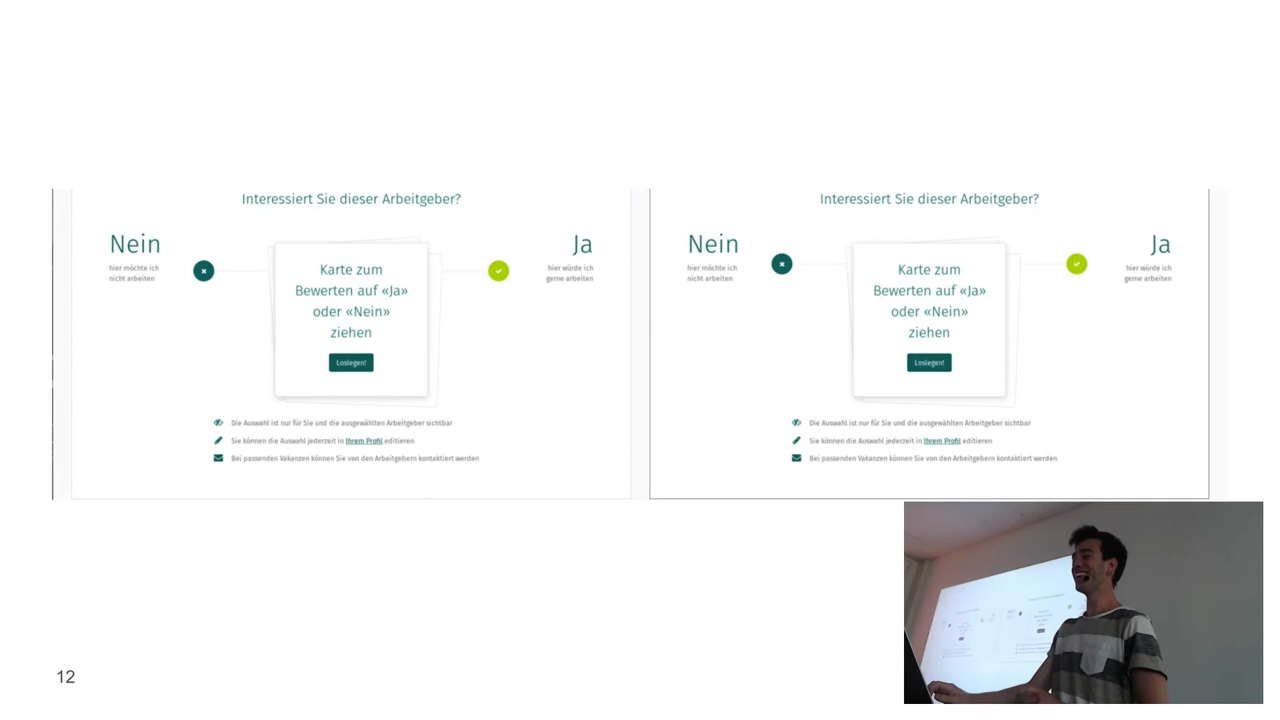 Interessiert Sie dieser Arbeitgeber?
Nein
hier möchte ich
nicht arbeiten
Karte zum
Bewerten auf «Ja»
oder «Nein»
ziehen
Loslegen!
Ja
hier würde ich
gerne arbeiten
Die Auswahl ist nur für Sie und die ausgewählten Arbeitgeber sichtbar
Sie können die Auswahl jederzeit in Ihrem Profil editieren
Bei passenden Vakanzen können Sie von den Arbeitgebern kontaktiert werden
Interessiert Sie dieser Arbeitgeber?
Nein
hier möchte ich
nicht arbeiten
Karte zum
Bewerten auf «Ja»
oder «Nein»
ziehen
Loslegen!
Ja
hier würde ich
gerne arbeiten
Die Auswahl ist nur für Sie und die ausgewählten Arbeitgeber sichtbar
Sie können die Auswahl jederzeit in Ihrem Profil editieren
Bei passenden Vakanzen können Sie von den Arbeitgebern kontaktiert werden
12